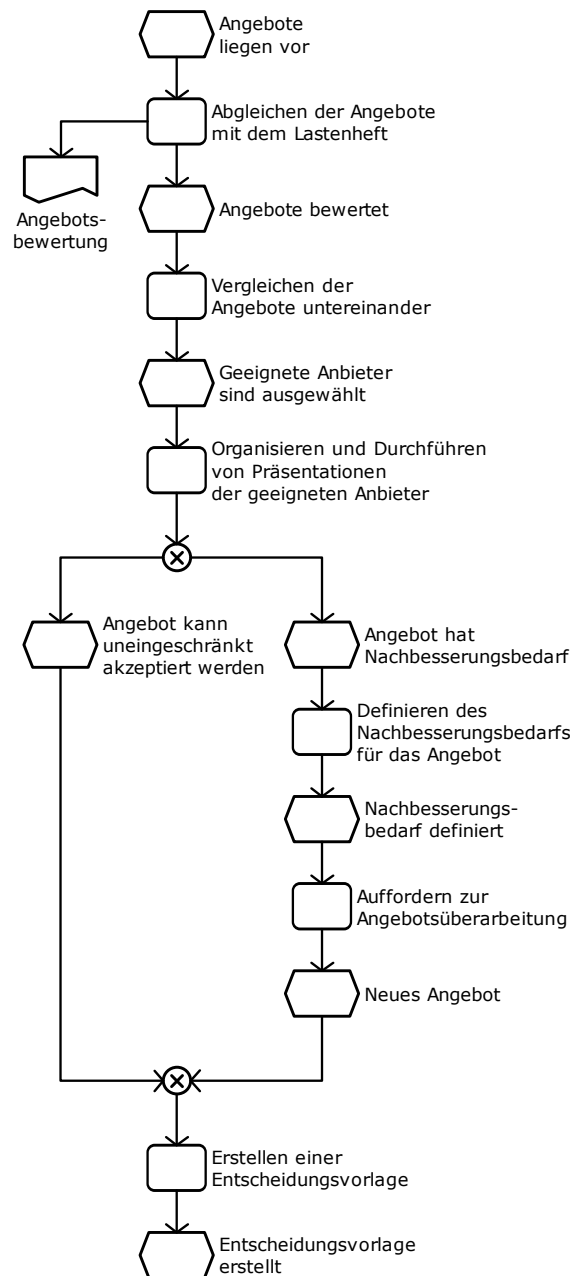 Angebote
liegen vor
Abgleichen der Angebote
mit dem Lastenheft
Angebots-
bewertung
Angebote bewertet
Vergleichen der
Angebote untereinander
Geeignete Anbieter
sind ausgewählt
Organisieren und Durchführen
von Präsentationen
der geeigneten Anbieter
Angebot kann
uneingeschränkt
akzeptiert werden
Angebot hat
Nachbesserungsbedarf
Definieren des
Nachbesserungsbedarfs
für das Angebot
Nachbesserungs-
bedarf definiert
Auffordern zur
Angebotsüberarbeitung
Neues Angebot
Erstellen einer
Entscheidungsvorlage
Entscheidungsvorlage
erstellt